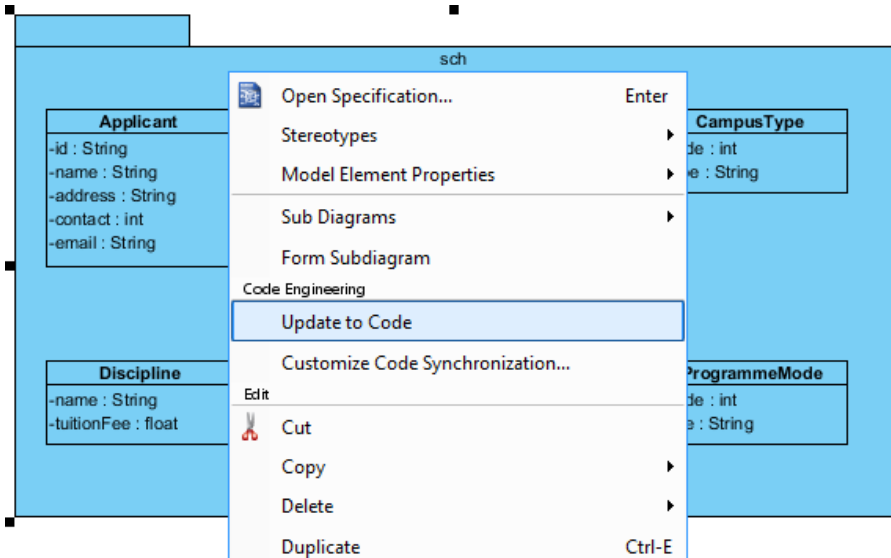 sch
Applicant
-id : String
-name : String
-address : String
-contact : int
-email : String
Open Specification... Enter
Stereotypes
Model Element Properties
Sub Diagrams
Form Subdiagram
Code Engineering
Update to Code
Customize Code Synchronization...
Edit
Cut
Copy
Delete
Duplicate Ctrl-E
CampusType
: int
: String
Discipline
-name : String
-tuitionFee : float
ProgrammeMode
: int
: String